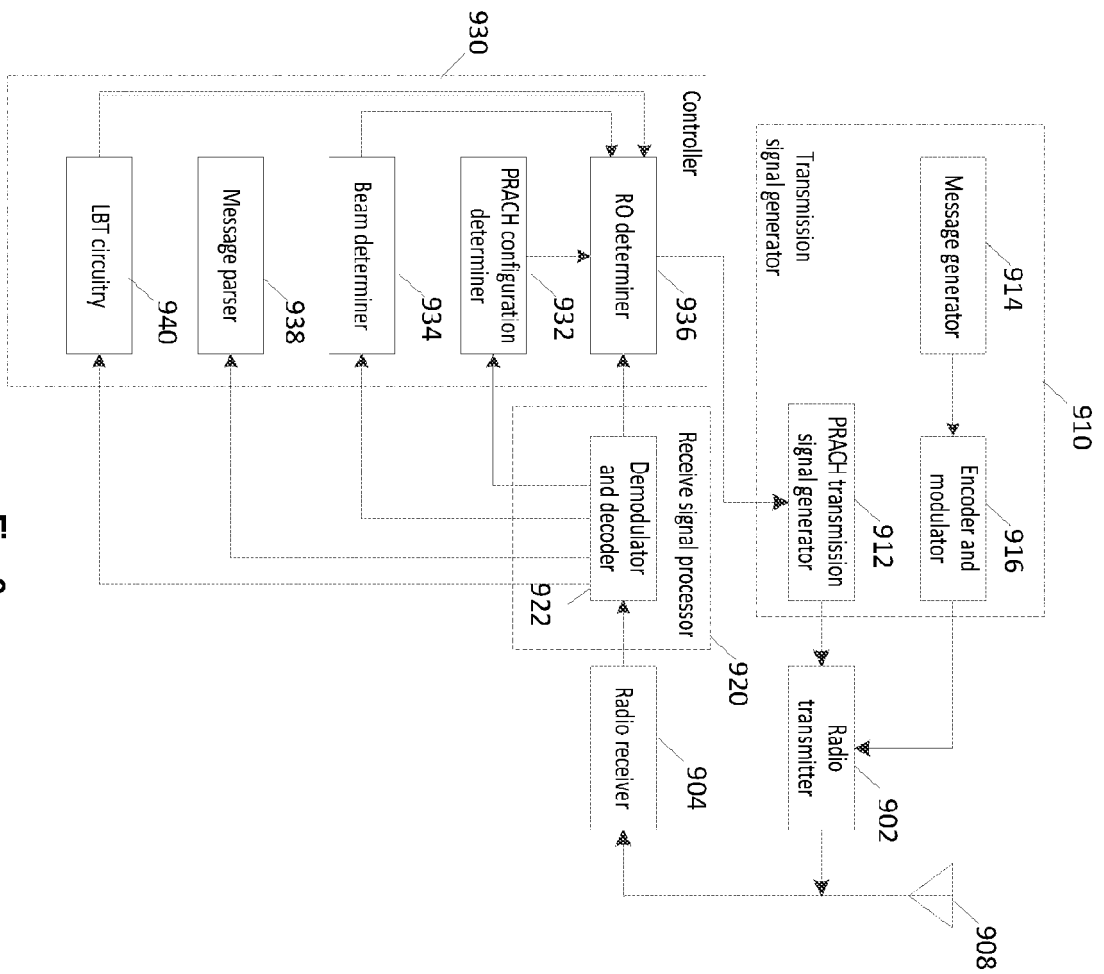 910
914
Message generator
916
Encoder and
modulator
Transmission
signal generator
912
PRACH transmission
signal generator
902
Radio
transmitter
908
930
Controller
936
RO determiner
932
PRACH configuration
determiner
934
Beam determiner
938
Message parser
940
LBT circuitry
920
Receive signal processor
922
Demodulator
and decoder
904
Radio receiver